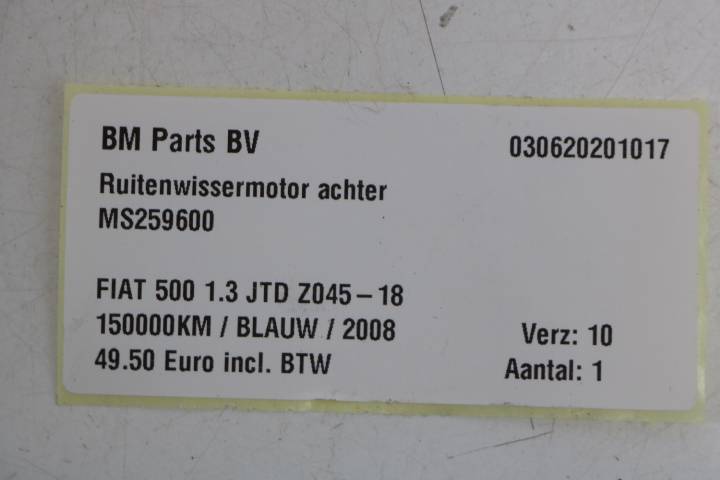 BM Parts BV 030620201017
Ruitenwissermotor achter
MS259600
FIAT 500 1.3 JTD Z045-18
150000KM / BLAUW / 2008 Verz: 10
49.50 Euro incl. BTW Aantal: 1